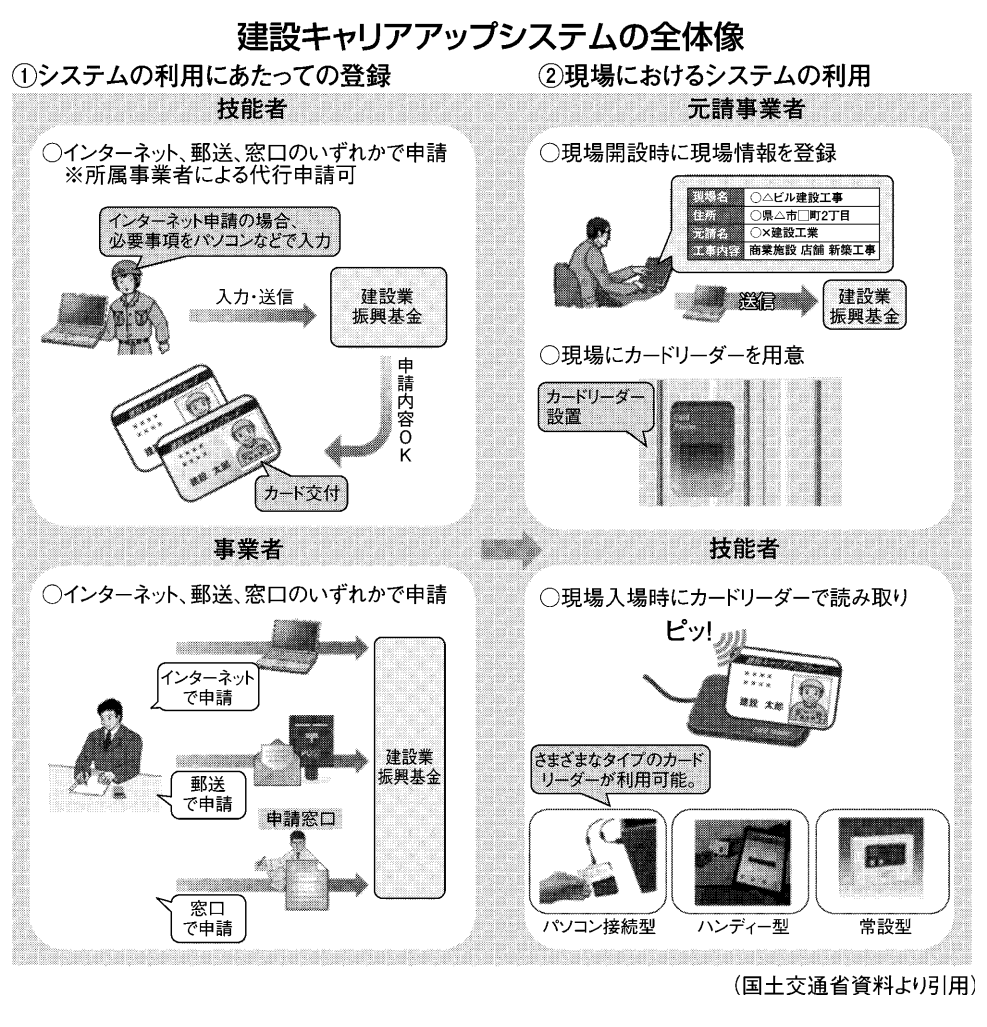 建設キャリアアップシステムの全体像
①システムの利用にあたっての登録
技能者
○インターネット、郵送、窓口のいずれかで申請
※所属事業者による代行申請可
インターネット申請の場合、
必要事項をパソコンなどで入力
入力・送信
建設業
振興基金
申請内容OK
建設キャリアアップカード
××××
××××
建設 太郎
カード交付
事業者
○インターネット、郵送、窓口のいずれかで申請
インターネット
で申請
郵送
で申請
申請窓口
窓口
で申請
建設業
振興基金
②現場におけるシステムの利用
元請事業者
○現場開設時に現場情報を登録
現場名 ○△ビル建設工事
住所 ○県△市□町2丁目
元請名 ○×建設工業
工事内容 商業施設 店舗 新築工事
送信
建設業
振興基金
○現場にカードリーダーを用意
カードリーダー
設置
技能者
○現場入場時にカードリーダーで読み取り
ピッ!
××××
××××
建設 太郎
さまざまなタイプのカード
リーダーが利用可能。
パソコン接続型
ハンディー型
常設型
(国土交通省資料より引用)